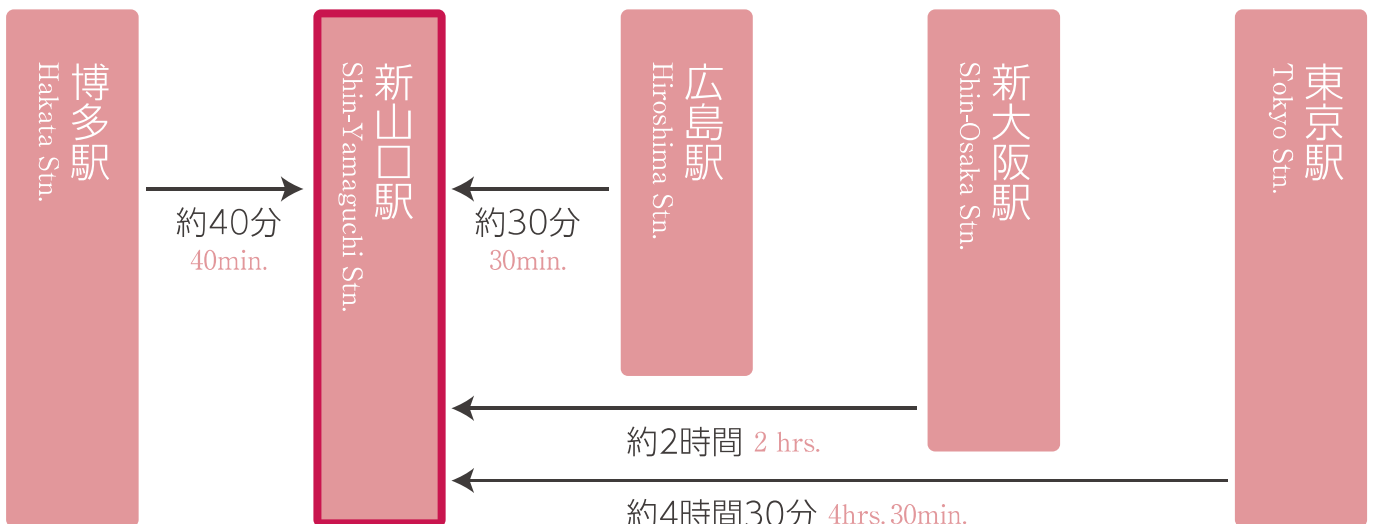 博多駅
Hakata Stn.
約40分
40min.
新山口駅
Shin-Yamaguchi Stn.
約30分
30min.
広島駅
Hiroshima Stn.
新大阪駅
Shin-Osaka Stn.
東京駅
Tokyo Stn.
約2時間 2 hrs.
約4時間30分 4hrs. 30min.